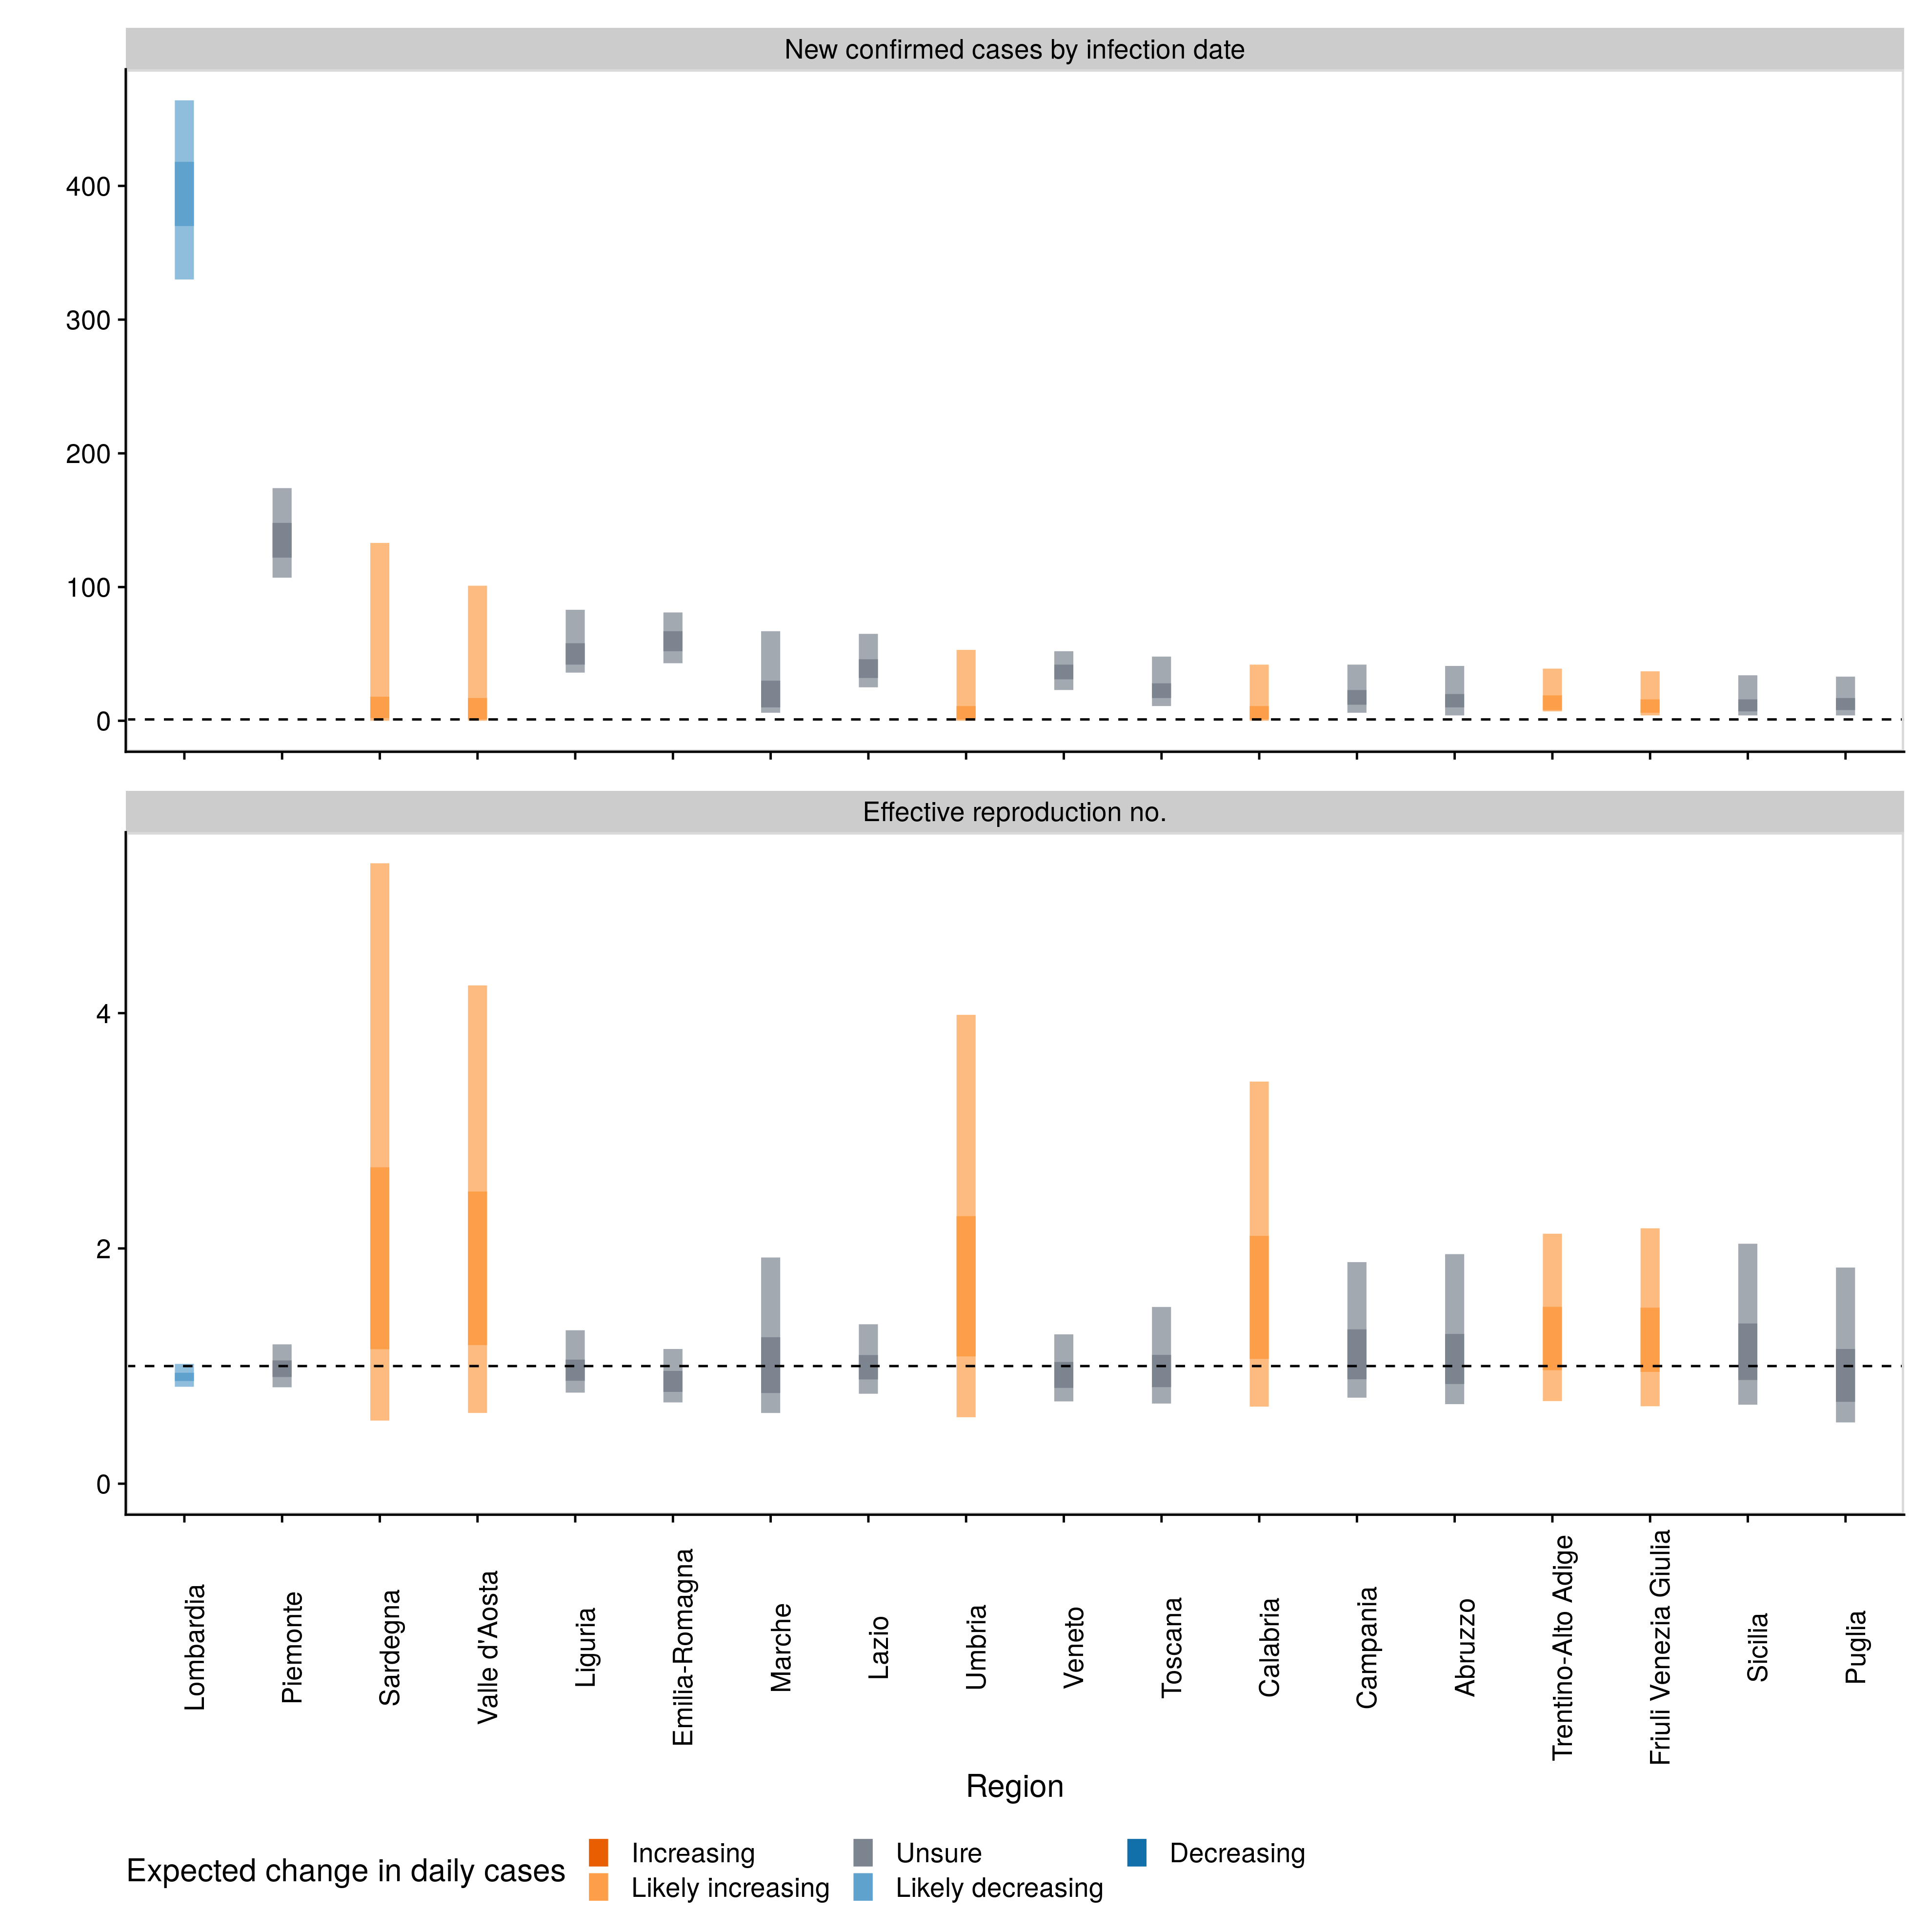 New confirmed cases by infection date
400
300
200
100
0
Effective reproduction no.
4
2
0
Lombardia
Piemonte
Sardegna
Valle d'Aosta
Liguria
Emilia-Romagna
Marche
Lazio
Umbria
Veneto
Toscana
Calabria
Campania
Abruzzo
Trentino-Alto Adige
Friuli Venezia Giulia
Sicilia
Puglia
Region
Expected change in daily cases
Increasing
Unsure
Decreasing
Likely increasing
Likely decreasing